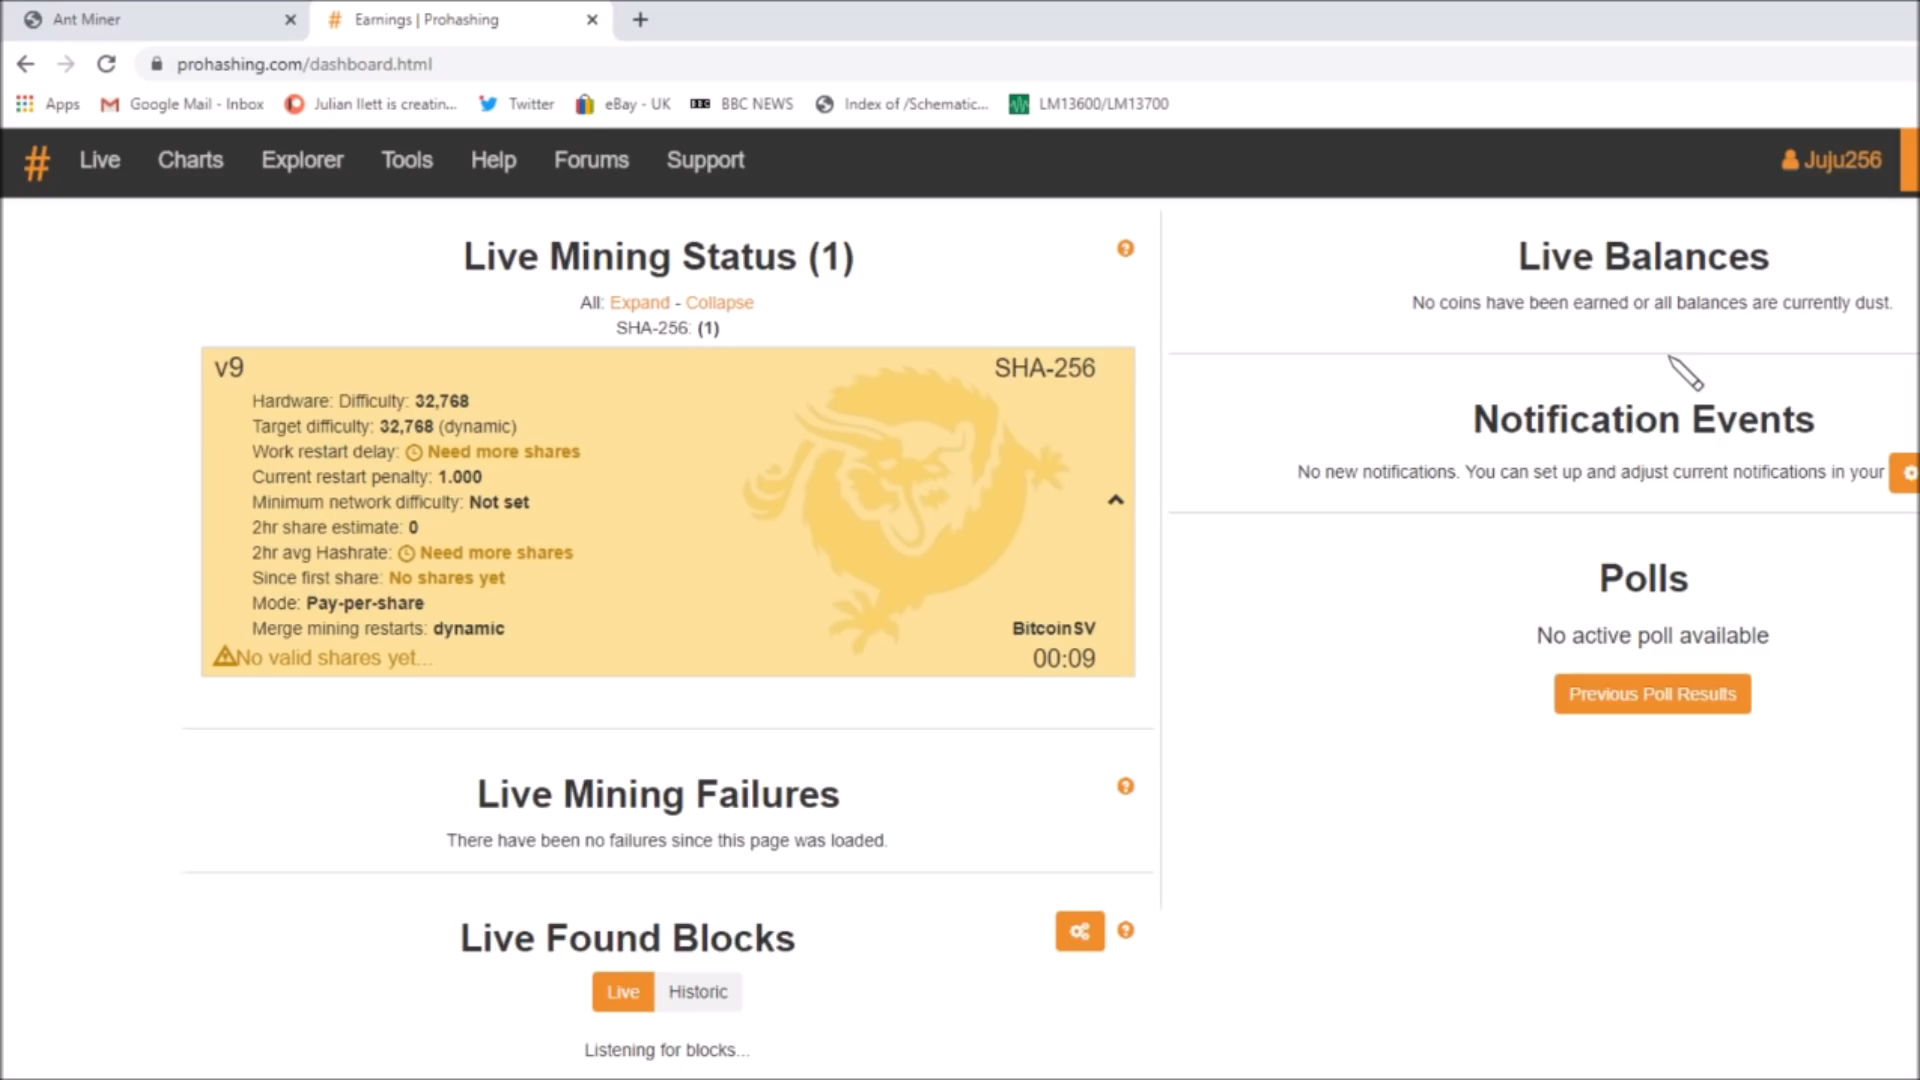 Ant Miner
Earnings | Prohashing
prohashing.com/dashboard.html
Apps
Google Mail - Inbox
Julian Ilett is creatin...
Twitter
eBay - UK
BBC NEWS
Index of /Schematic...
LM13600/LM13700
# Live Charts Explorer Tools Help Forums Support
Juju256
Live Mining Status (1)
All: Expand - Collapse
SHA-256: (1)
v9
SHA-256
Hardware: Difficulty: 32,768
Target difficulty: 32,768 (dynamic)
Work restart delay: Need more shares
Current restart penalty: 1.000
Minimum network difficulty: Not set
2hr share estimate: 0
2hr avg Hashrate: Need more shares
Since first share: No shares yet
Mode: Pay-per-share
Merge mining restarts: dynamic
BitcoinSV
No valid shares yet...
00:09
Live Mining Failures
There have been no failures since this page was loaded.
Live Found Blocks
Live Historic
Listening for blocks...
Live Balances
No coins have been earned or all balances are currently dust.
Notification Events
No new notifications. You can set up and adjust current notifications in your
Polls
No active poll available
Previous Poll Results